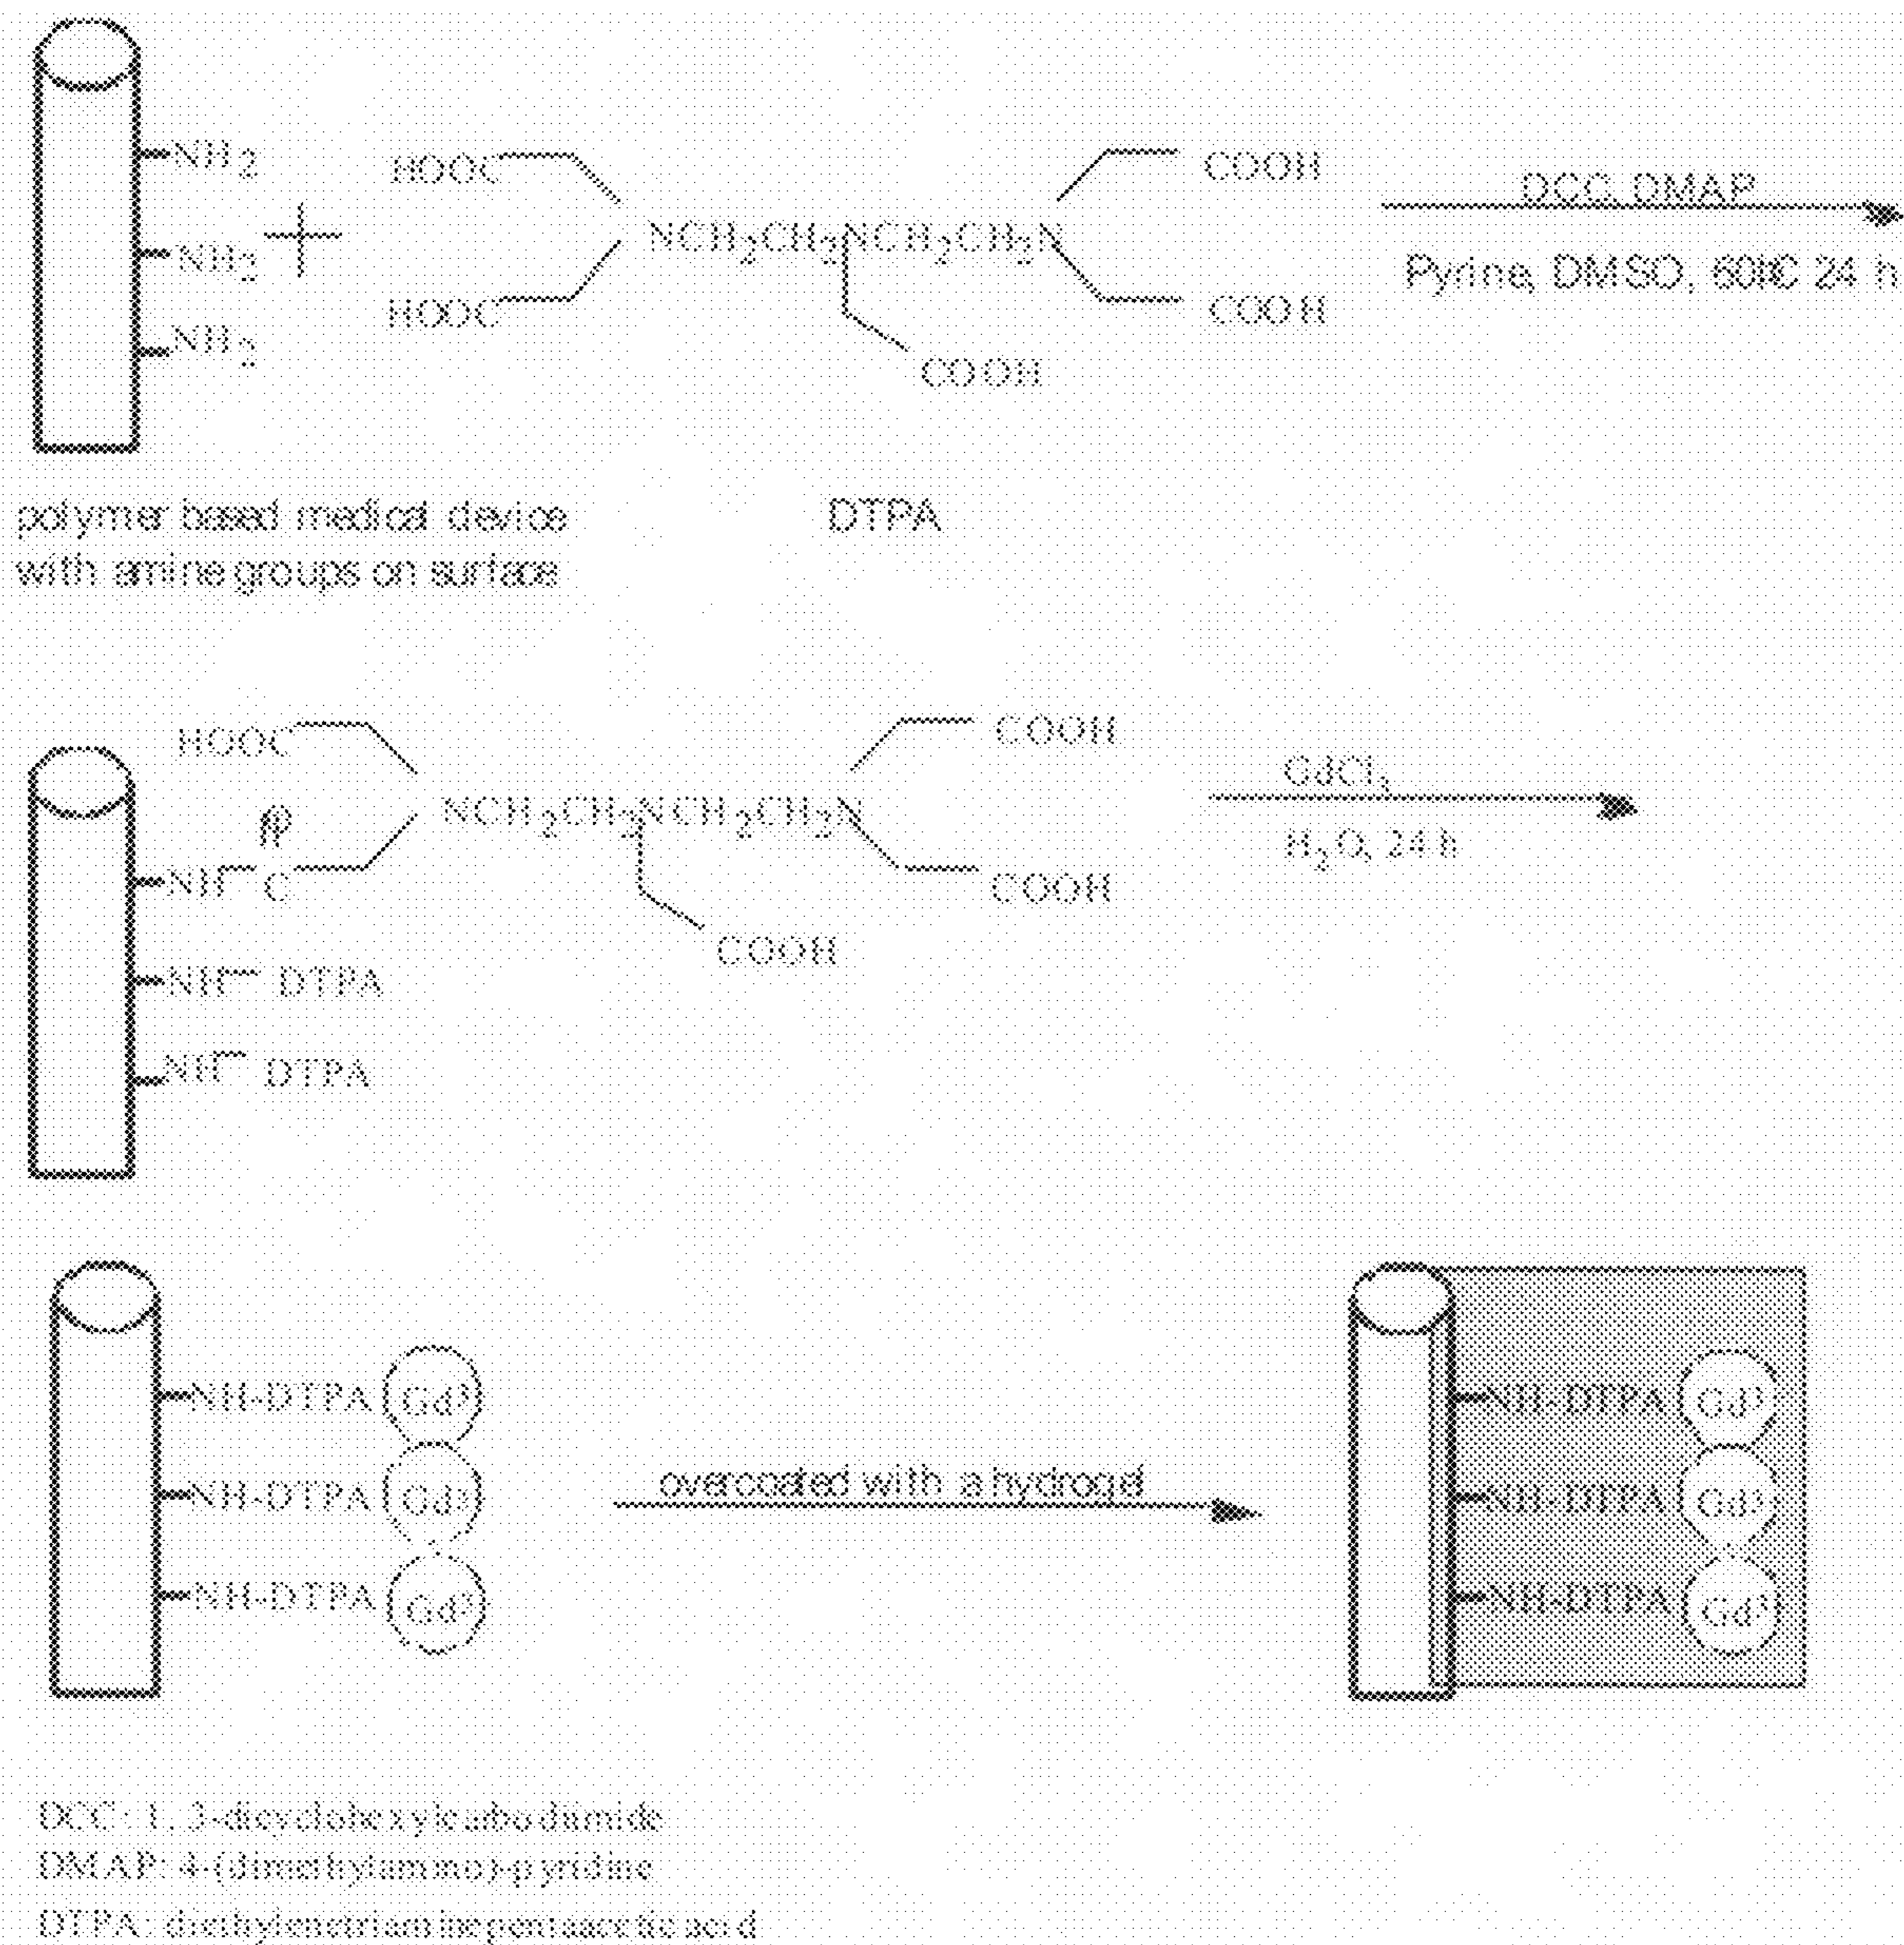 NH2
NH2
NH2
HOOC
HOOC
NCH2CH2NCH2CH2N
COOH
COOH
COOH
DCC, DMAP
Pyrine, DMSO, 24 h
polymer based medical device
with amine groups on surface
DTPA
HOOC
O
NH C
NCH2CH2NCH2CH2N
COOH
COOH
COOH
NH DTPA
NH DTPA
GdCl3
H2O, 24 h
NH-DTPA Gd3
NH-DTPA Gd3
NH-DTPA Gd3
overcoated with a hydrogel
NH-DTPA Gd3
NH-DTPA Gd3
NH-DTPA Gd3
DCC: 1, 3-dicyclohexylcarbodiimide
DMAP: 4-(dimethylamino)-pyridine
DTPA: diethylenetriaminepentaacetic acid